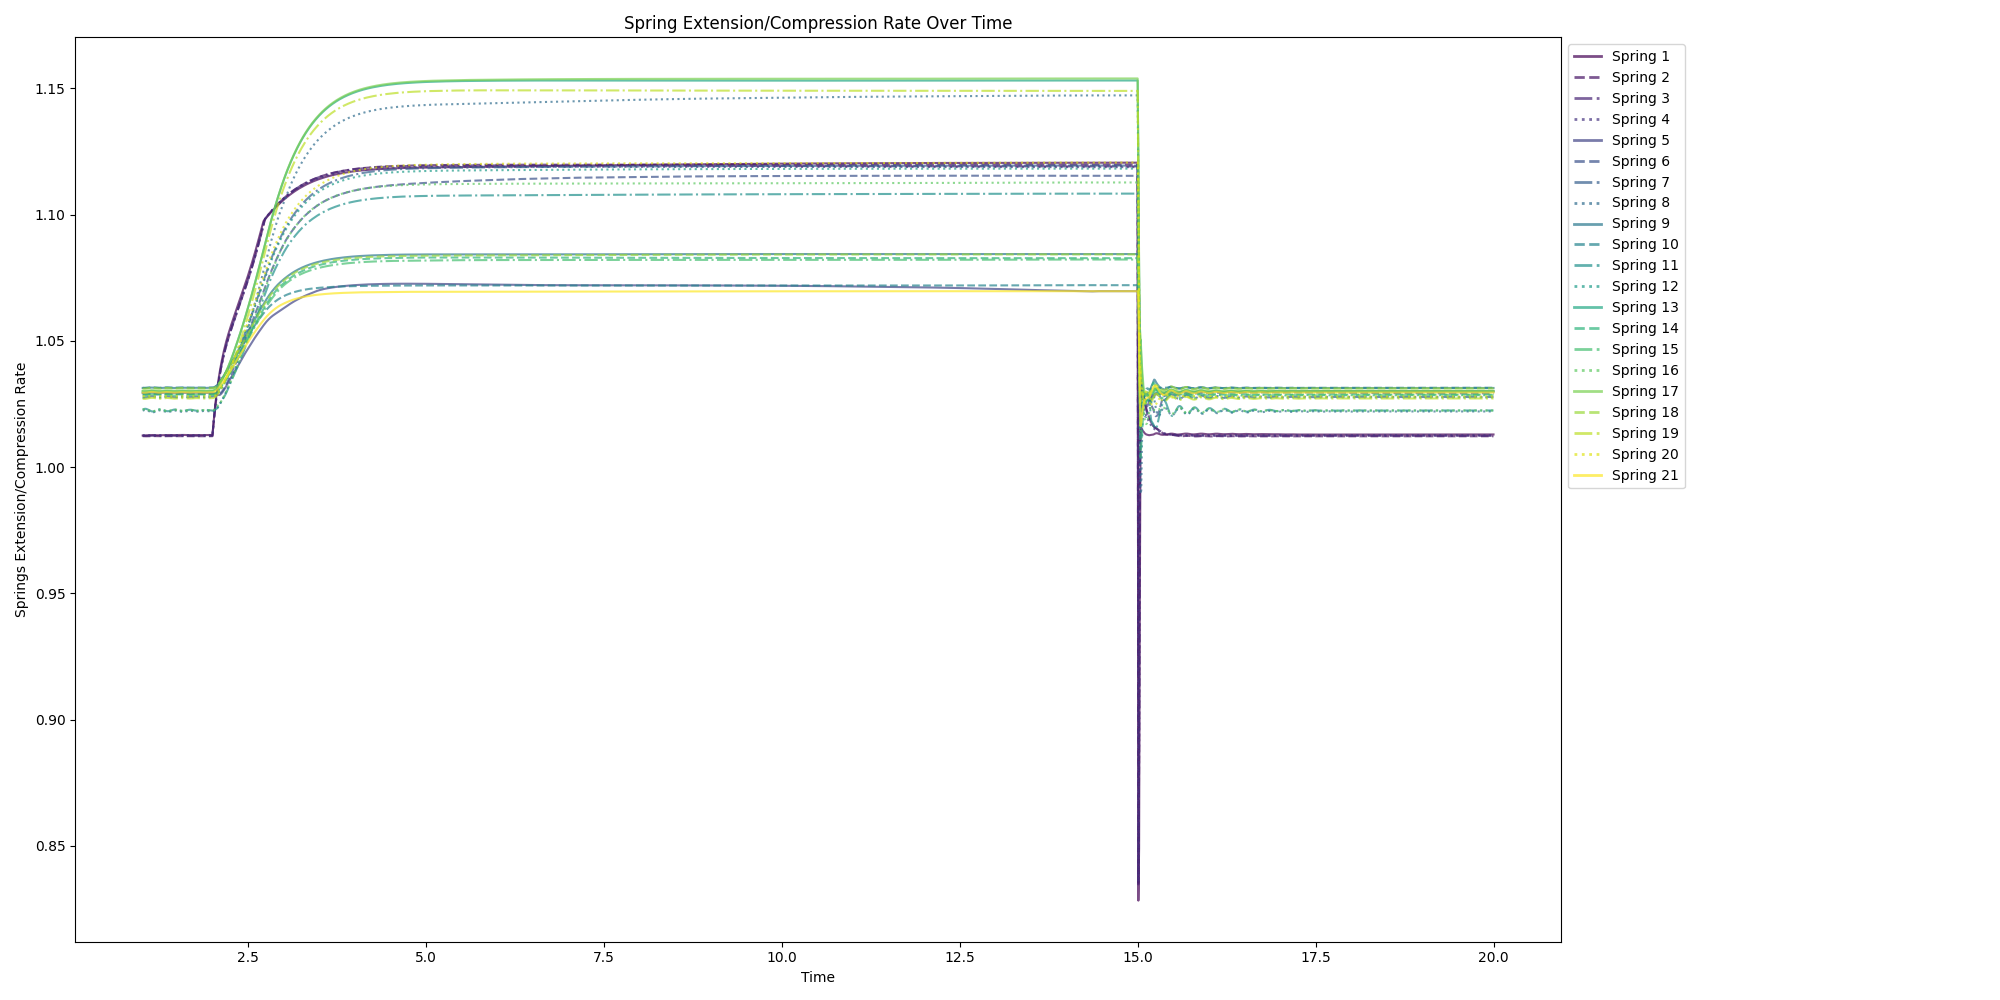 Spring Extension/Compression Rate Over Time
Springs Extension/Compression Rate
1.15
1.10
1.05
1.00
0.95
0.90
0.85
2.5
5.0
7.5
10.0
12.5
15.0
17.5
20.0
Time
Spring 1
Spring 2
Spring 3
Spring 4
Spring 5
Spring 6
Spring 7
Spring 8
Spring 9
Spring 10
Spring 11
Spring 12
Spring 13
Spring 14
Spring 15
Spring 16
Spring 17
Spring 18
Spring 19
Spring 20
Spring 21